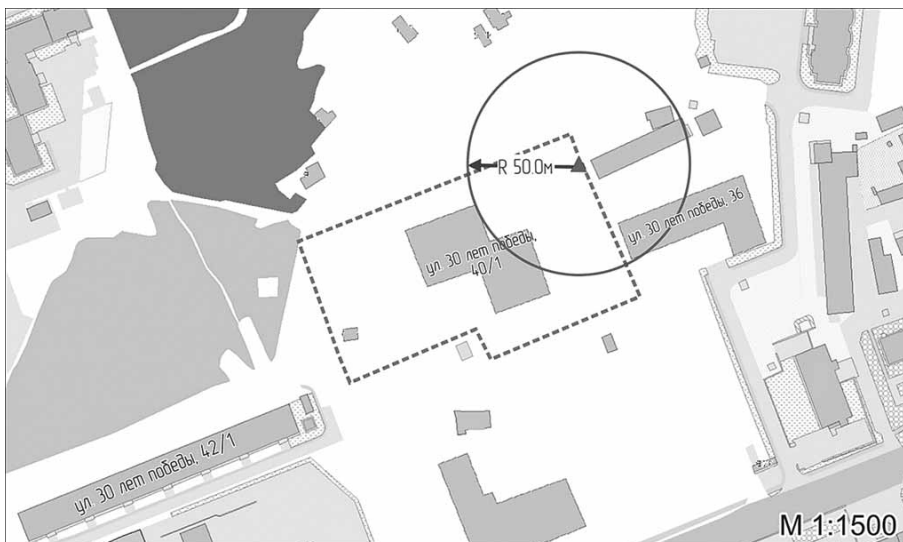 R 50.0м
ул. 30 лет победы, 36
ул. 30 лет победы,
40/1
ул. 30 лет победы, 42/1
М 1:1500